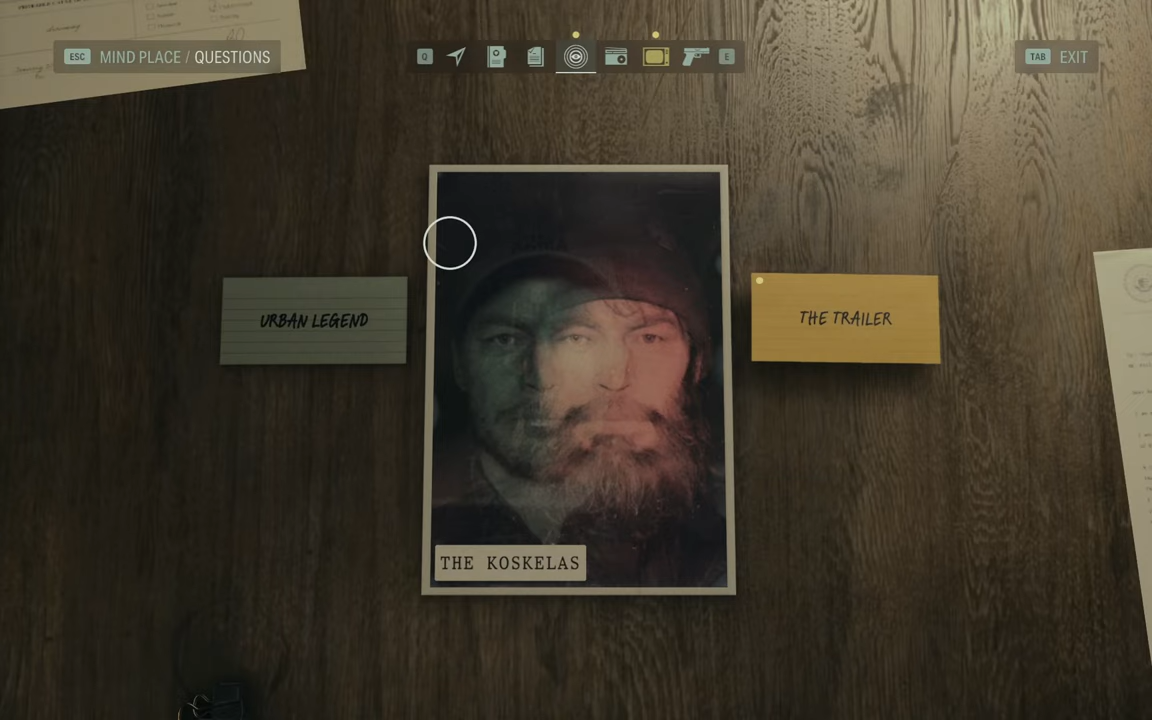 ESC MIND PLACE / QUESTIONS
Q
E
TAB EXIT
URBAN LEGEND
THE TRAILER
THE KOSKELAS